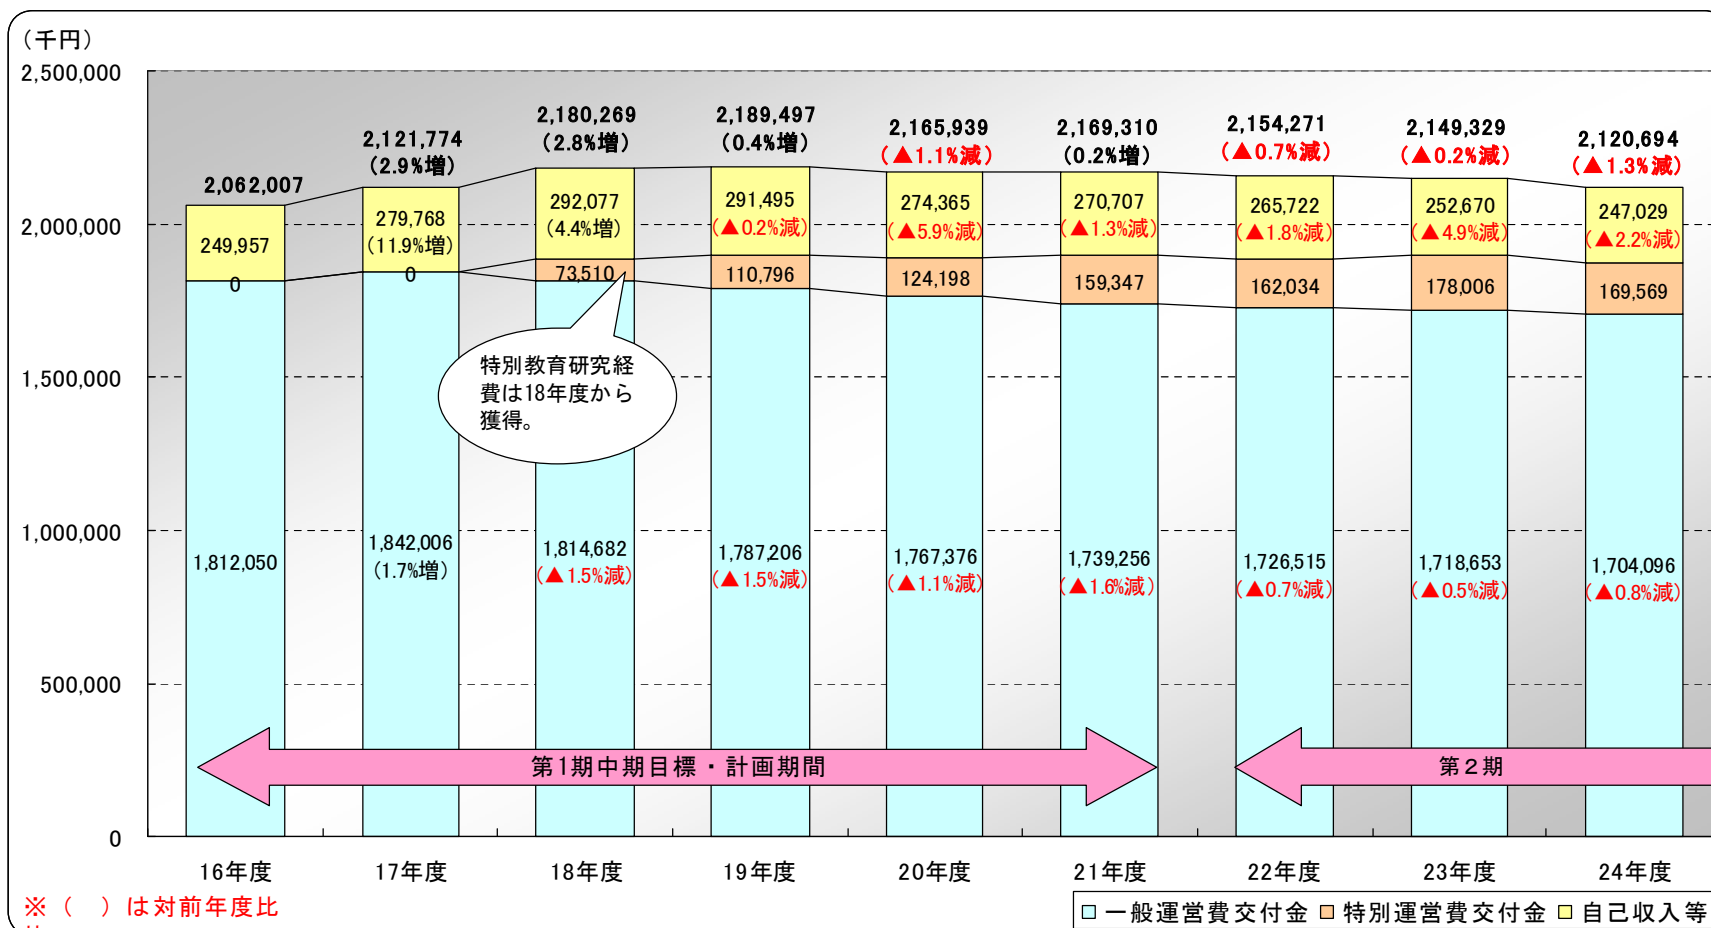 （千円）
2,500,000
2,000,000
1,500,000
1,000,000
500,000
0
2,062,007
249,957
0
1,812,050
2,121,774
（2.9%増）
279,768
（11.9%増）
0
1,842,006
（1.7%増）
2,180,269
（2.8%増）
292,077
（4.4%増）
73,510
1,814,682
（▲1.5%減）
2,189,497
（0.4%増）
291,495
（▲0.2%減）
110,796
1,787,206
（▲1.5%減）
2,165,939
（▲1.1%減）
274,365
（▲5.9%減）
124,198
1,767,376
（▲1.1%減）
2,169,310
（0.2%増）
270,707
（▲1.3%減）
159,347
1,739,256
（▲1.6%減）
2,154,271
（▲0.7%減）
265,722
（▲1.8%減）
162,034
1,726,515
（▲0.7%減）
2,149,329
（▲0.2%減）
252,670
（▲4.9%減）
178,006
1,718,653
（▲0.5%減）
2,120,694
（▲1.3%減）
247,029
（▲2.2%減）
169,569
1,704,096
（▲0.8%減）
特別教育研究経
費は18年度から
獲得。
第1期中期目標・計画期間
第２期
16年度
17年度
18年度
19年度
20年度
21年度
22年度
23年度
24年度
※（　）は対前年度比
一般運営費交付金
特別運営費交付金
自己収入等